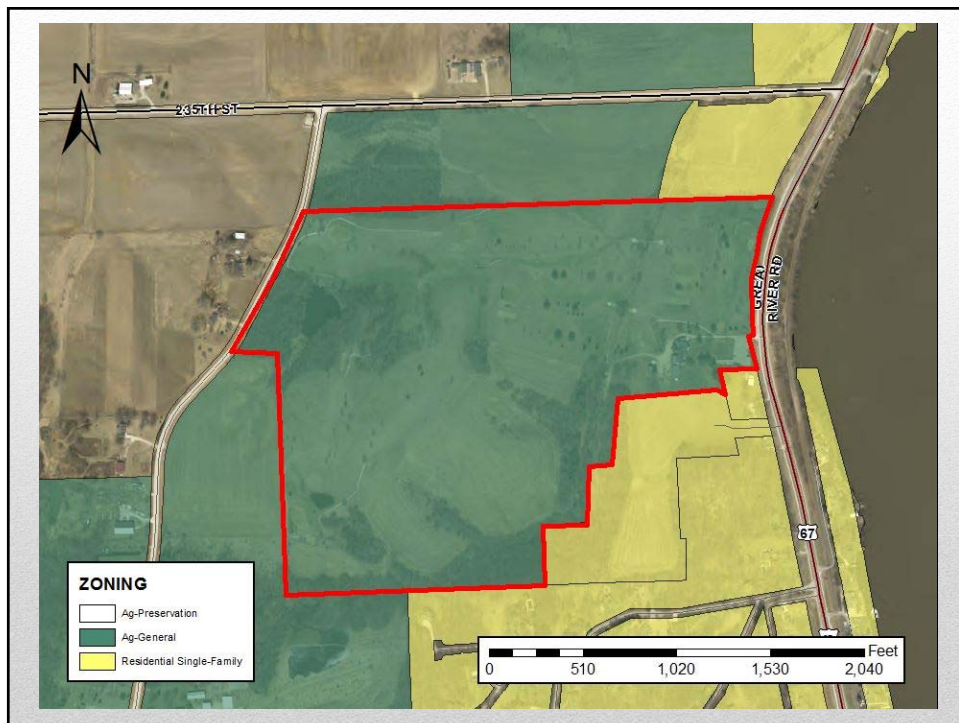 N
235TH ST
GREAT
RIVER RD
67
ZONING
Ag-Preservation
Ag-General
Residential Single-Family
Feet
0 510 1,020 1,530 2,040